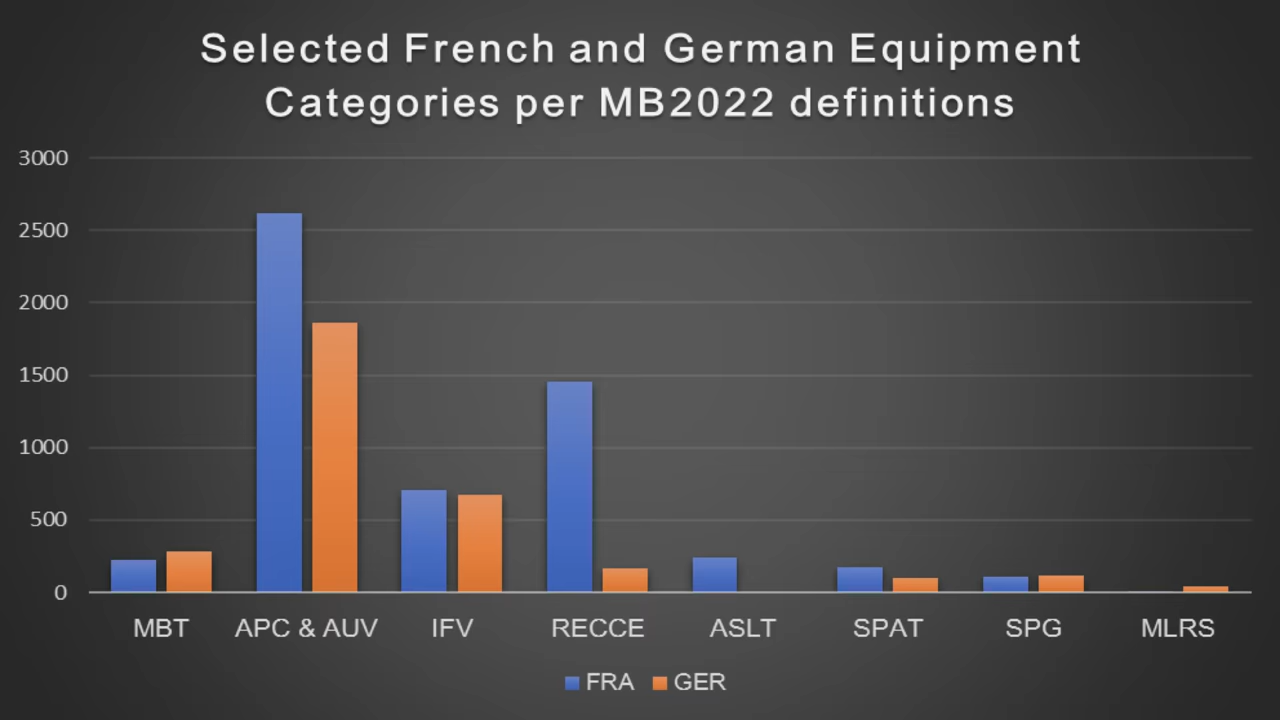 Selected French and German Equipment
Categories per MB2022 definitions
3000
2500
2000
1500
1000
500
0
MBT APC & AUV IFV RECCE ASLT SPAT SPG MLRS
FRA GER